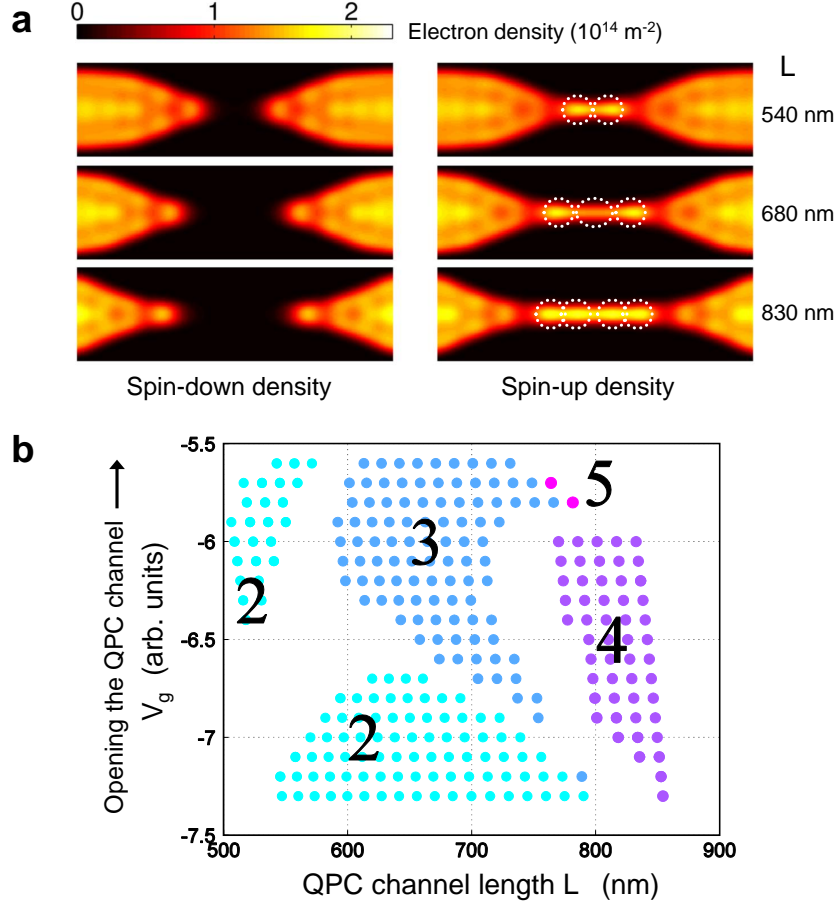 a
0 1 2
Electron density (10¹⁴ m⁻²)
L
540 nm
680 nm
830 nm
Spin-down density
Spin-up density
b
Opening the QPC channel
V_g (arb. units)
-5.5
-6
-6.5
-7
-7.5
5
3
2
4
2
500 600 700 800 900
QPC channel length L (nm)